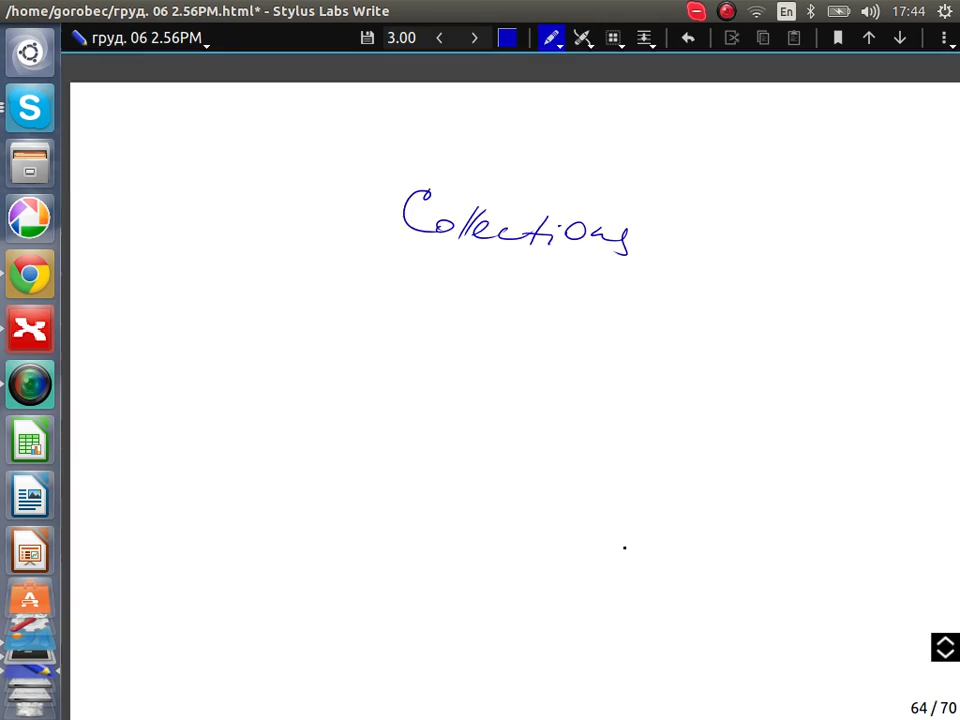 /home/gorobec/груд. 06 2.56PM.html* - Stylus Labs Write
En
17:44
груд. 06 2.56PM
3.00
Collections
64 / 70